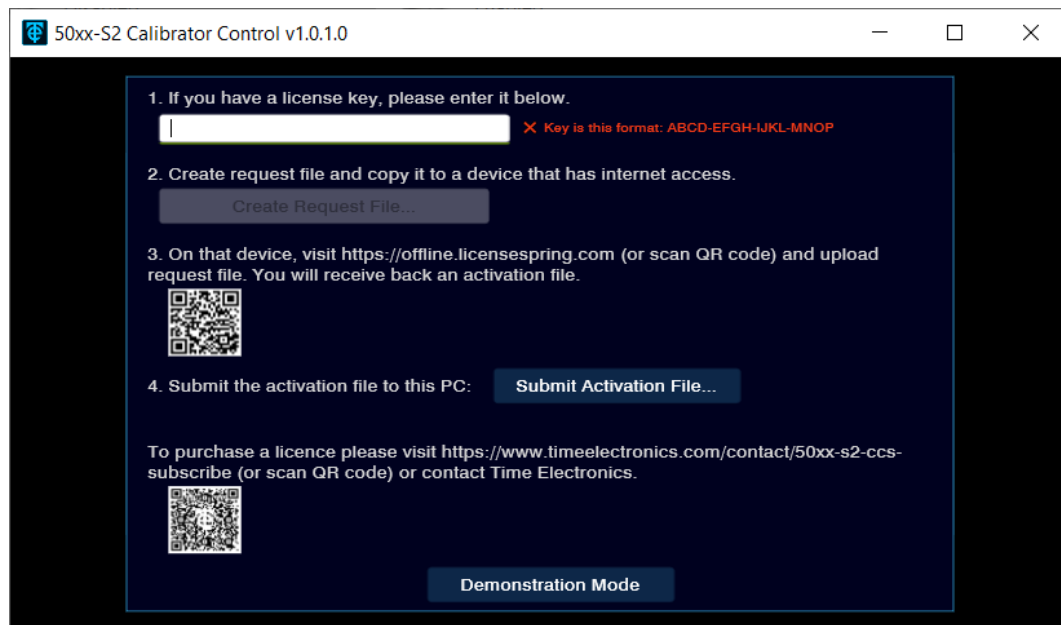 50xx-S2 Calibrator Control v1.0.1.0
1. If you have a license key, please enter it below.
Key is this format: ABCD-EFGH-IJKL-MNOP
2. Create request file and copy it to a device that has internet access.
Create Request File...
3. On that device, visit https://offline.licensespring.com (or scan QR code) and upload
request file. You will receive back an activation file.
4. Submit the activation file to this PC:
Submit Activation File...
To purchase a licence please visit https://www.timeelectronics.com/contact/50xx-s2-ccs-
subscribe (or scan QR code) or contact Time Electronics.
Demonstration Mode